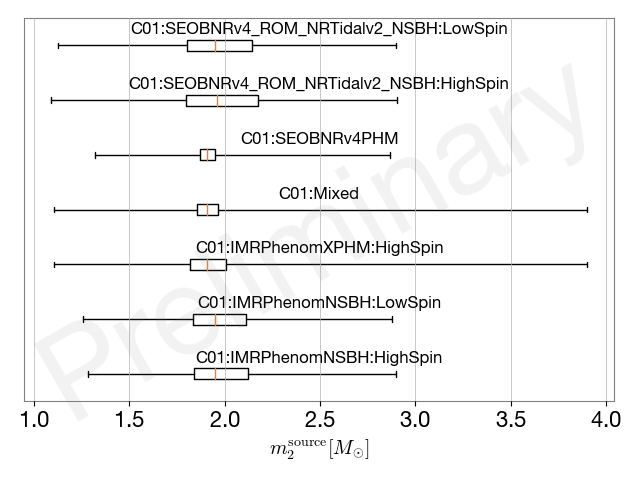 C01:SEOBNRv4_ROM_NRTidalv2_NSBH:LowSpin
C01:SEOBNRv4_ROM_NRTidalv2_NSBH:HighSpin
C01:SEOBNRv4PHM
C01:Mixed
C01:IMRPhenomXPHM:HighSpin
C01:IMRPhenomNSBH:LowSpin
C01:IMRPhenomNSBH:HighSpin
Preliminary
1.0 1.5 2.0 2.5 3.0 3.5 4.0
m₂^source [M⊙]